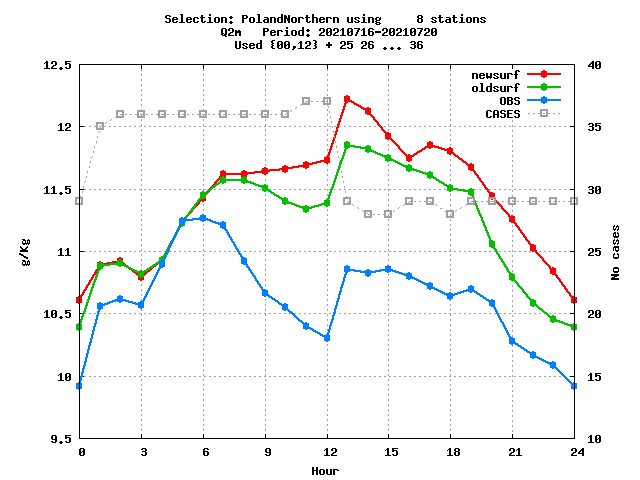 Selection: PolandNorthern using     8 stations
Q2m   Period: 20210716-20210720
Used {00,12} + 25 26 ... 36
newsurf
oldsurf
OBS
CASES
12.5
12
11.5
11
10.5
10
9.5
g/Kg
40
35
30
25
20
15
10
No cases
0 3 6 9 12 15 18 21 24
Hour